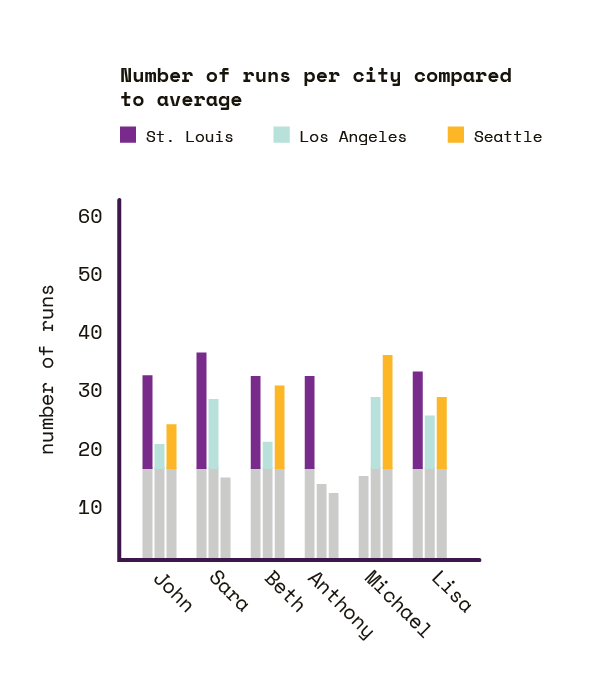 Number of runs per city compared
to average
St. Louis Los Angeles Seattle
60
50
40
30
20
10
number of runs
John Sara Beth Anthony Michael Lisa